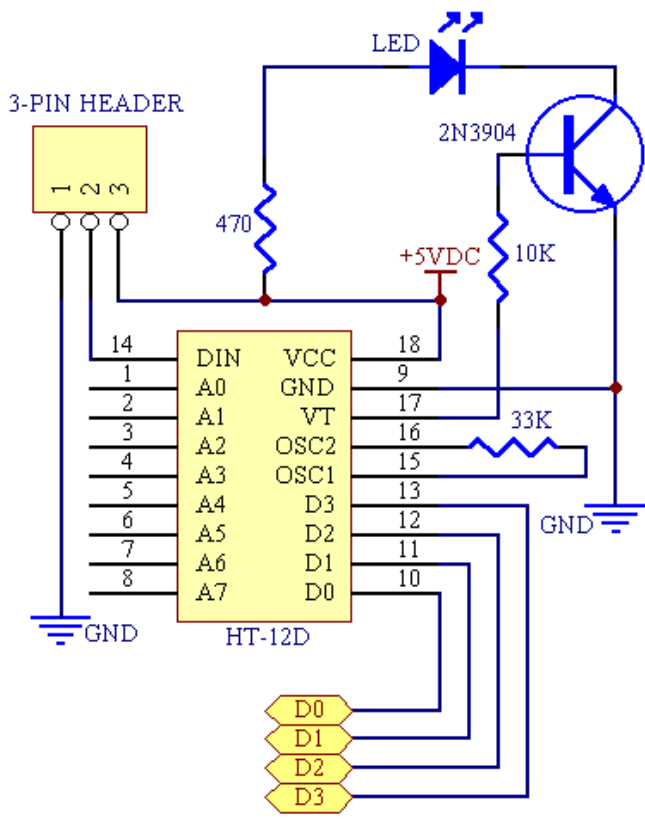 LED
3-PIN HEADER
2N3904
1 2 3
470
10K
+5VDC
14 DIN VCC 18
1 A0 GND 9
2 A1 VT 17
3 A2 OSC2 16
33K
4 A3 OSC1 15
5 A4 D3 13
GND
6 A5 D2 12
7 A6 D1 11
8 A7 D0 10
GND
HT-12D
D0
D1
D2
D3